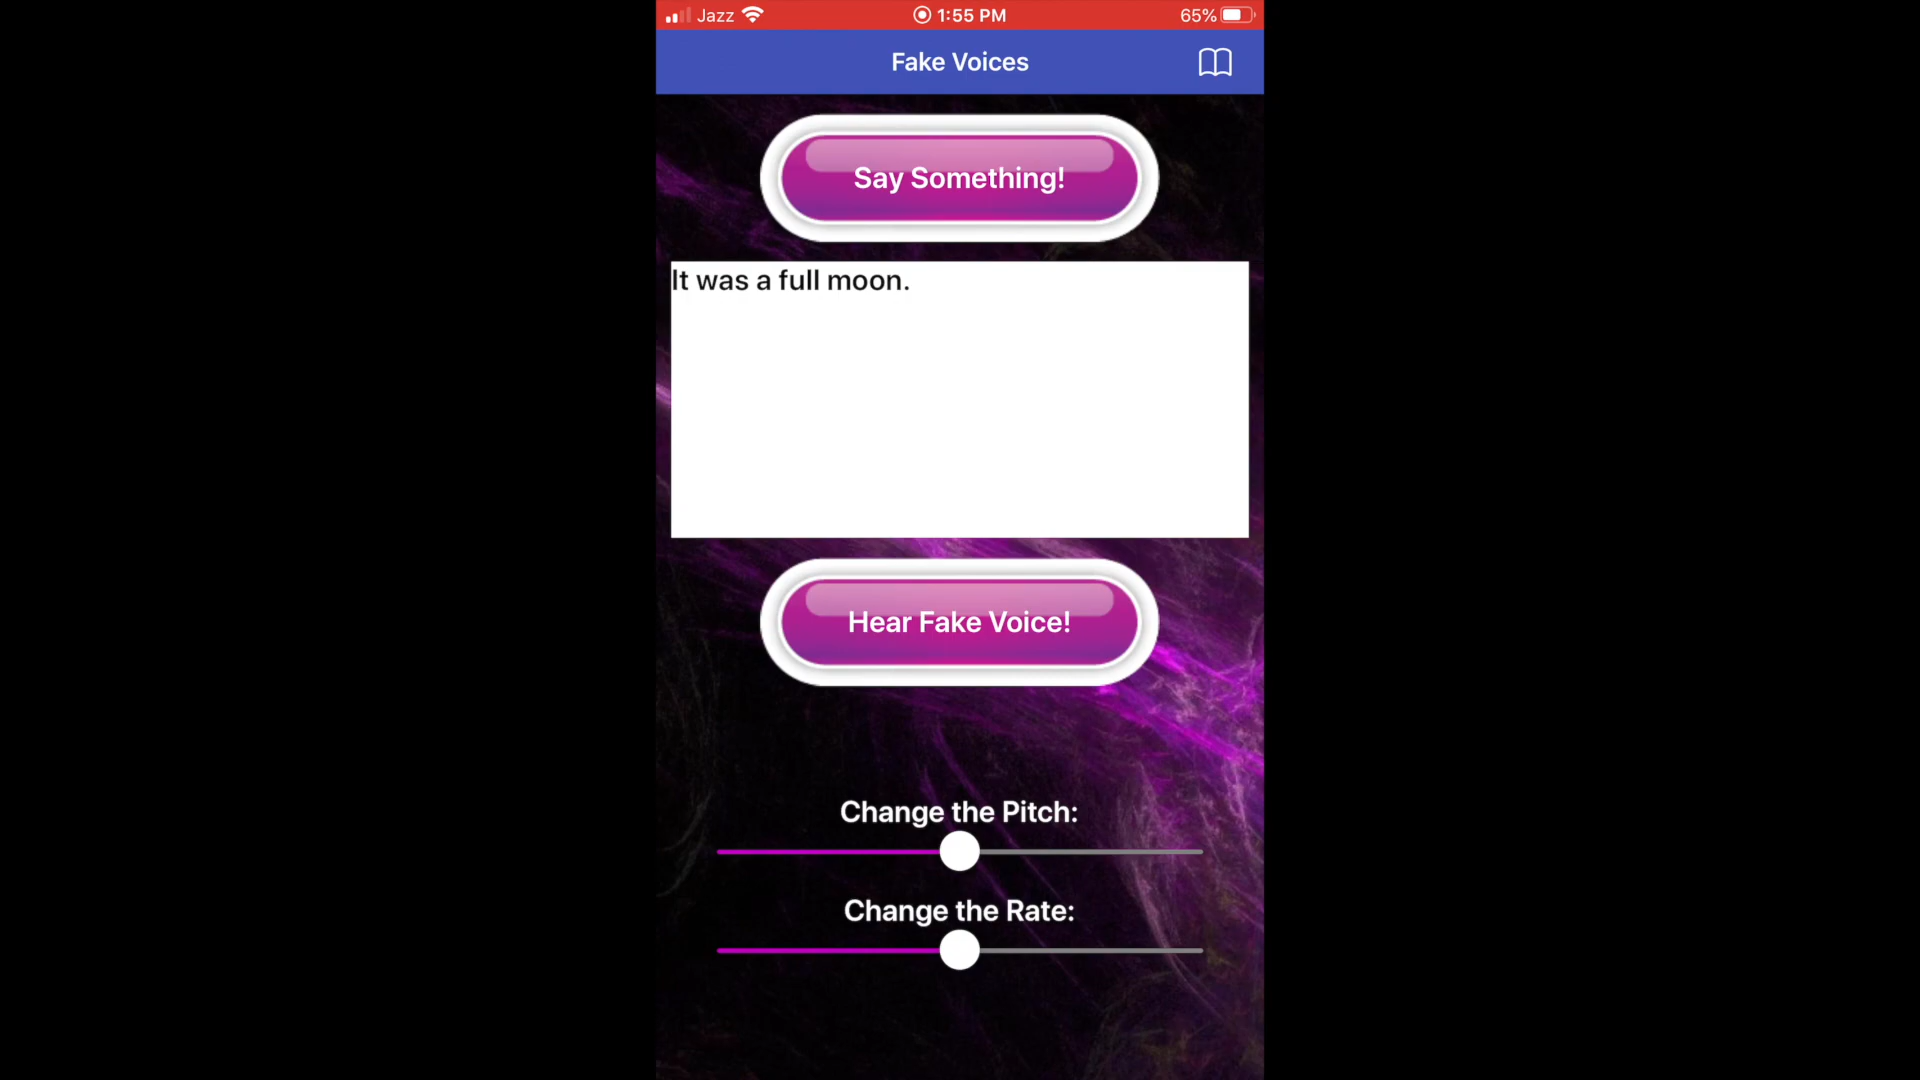 Jazz 1:55 PM 65%
Fake Voices
Say Something!
It was a full moon.
Hear Fake Voice!
Change the Pitch:
Change the Rate: